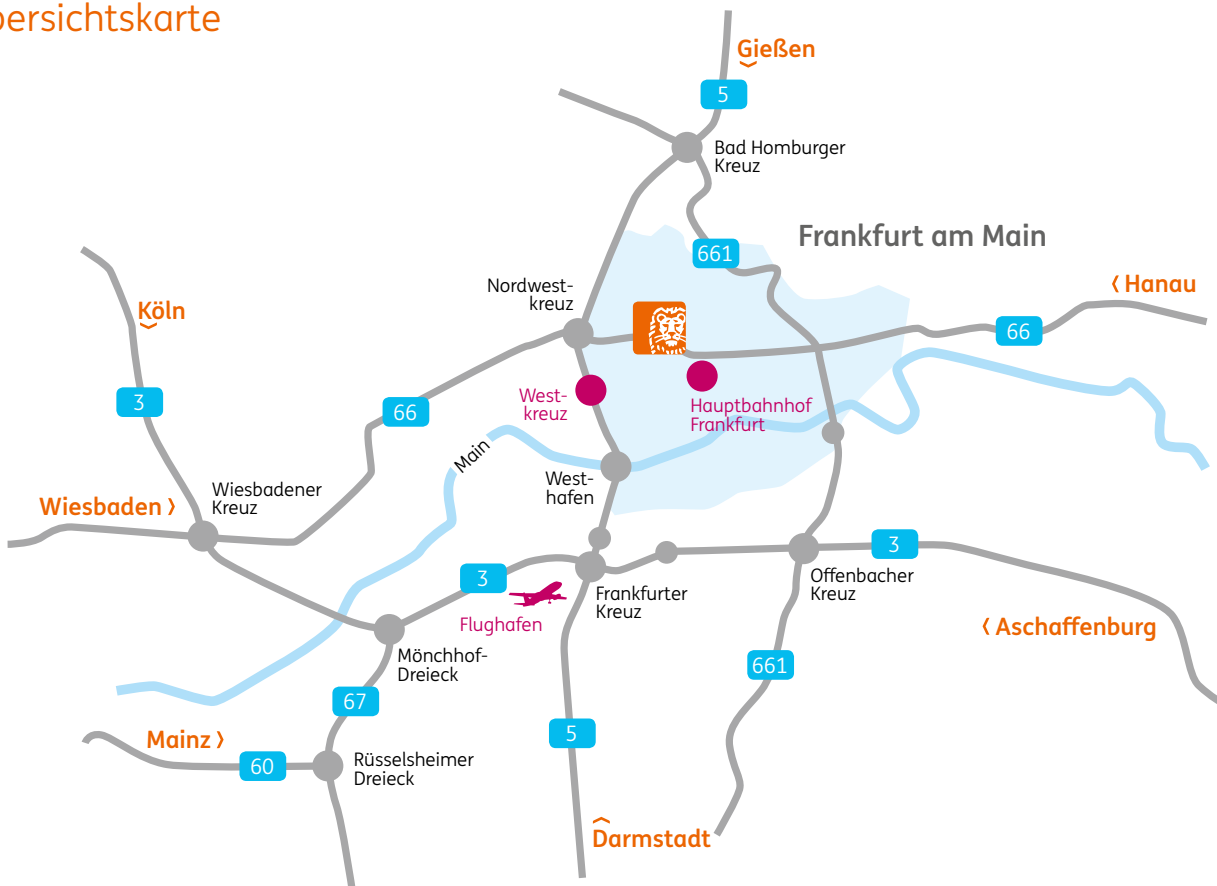 bersichtskarte
Gießen
5
Bad Homburger
Kreuz
Frankfurt am Main
661
Hanau
Nordwest-
kreuz
Köln
66
3
West-
kreuz
Hauptbahnhof
Frankfurt
66
Main
West-
hafen
Wiesbadener
Kreuz
Wiesbaden
3
3
Offenbacher
Kreuz
Frankfurter
Kreuz
Flughafen
Aschaffenburg
Mönchhof-
Dreieck
661
67
5
Mainz
60
Rüsselsheimer
Dreieck
Darmstadt